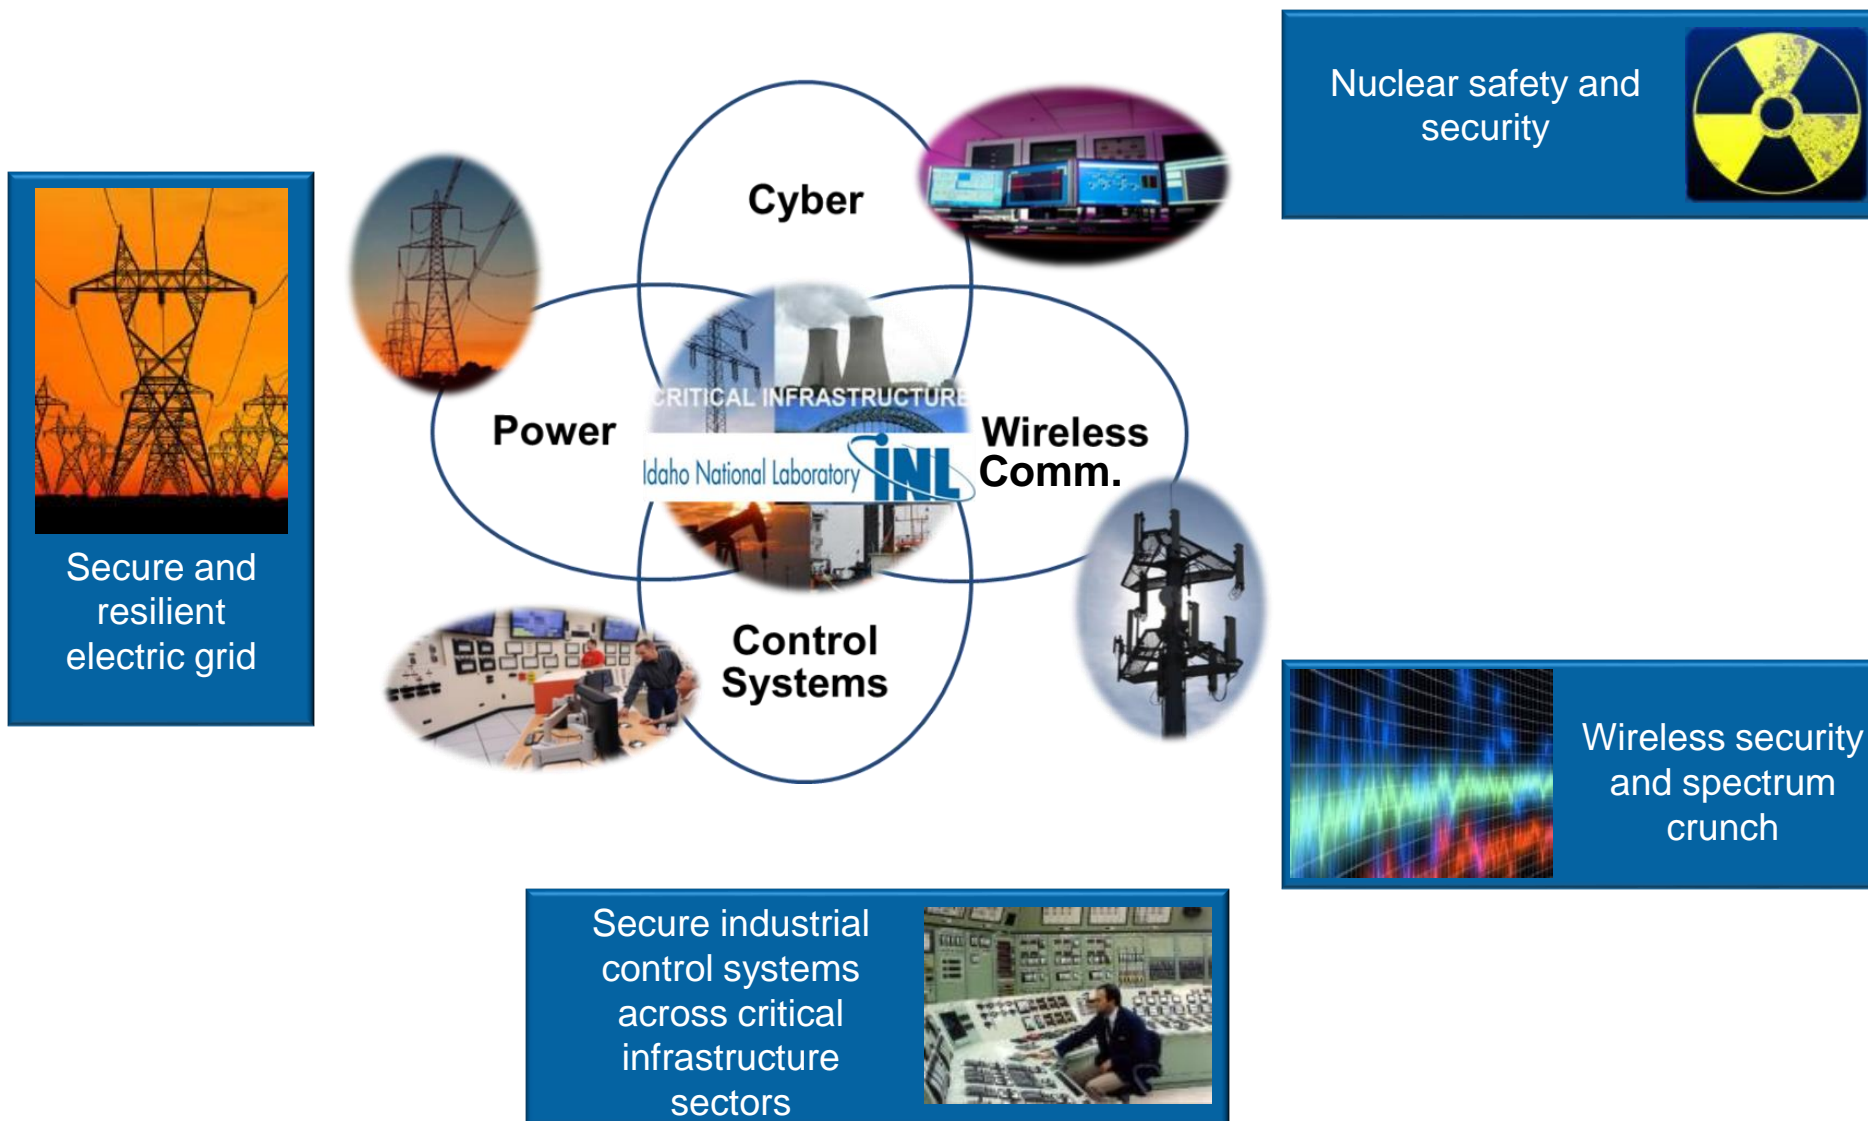 Nuclear safety and
security
Cyber
CRITICAL INFRASTRUCTURE
Power
Wireless
Comm.
Idaho National Laboratory INL
Control
Systems
Secure and
resilient
electric grid
Wireless security
and spectrum
crunch
Secure industrial
control systems
across critical
infrastructure
sectors